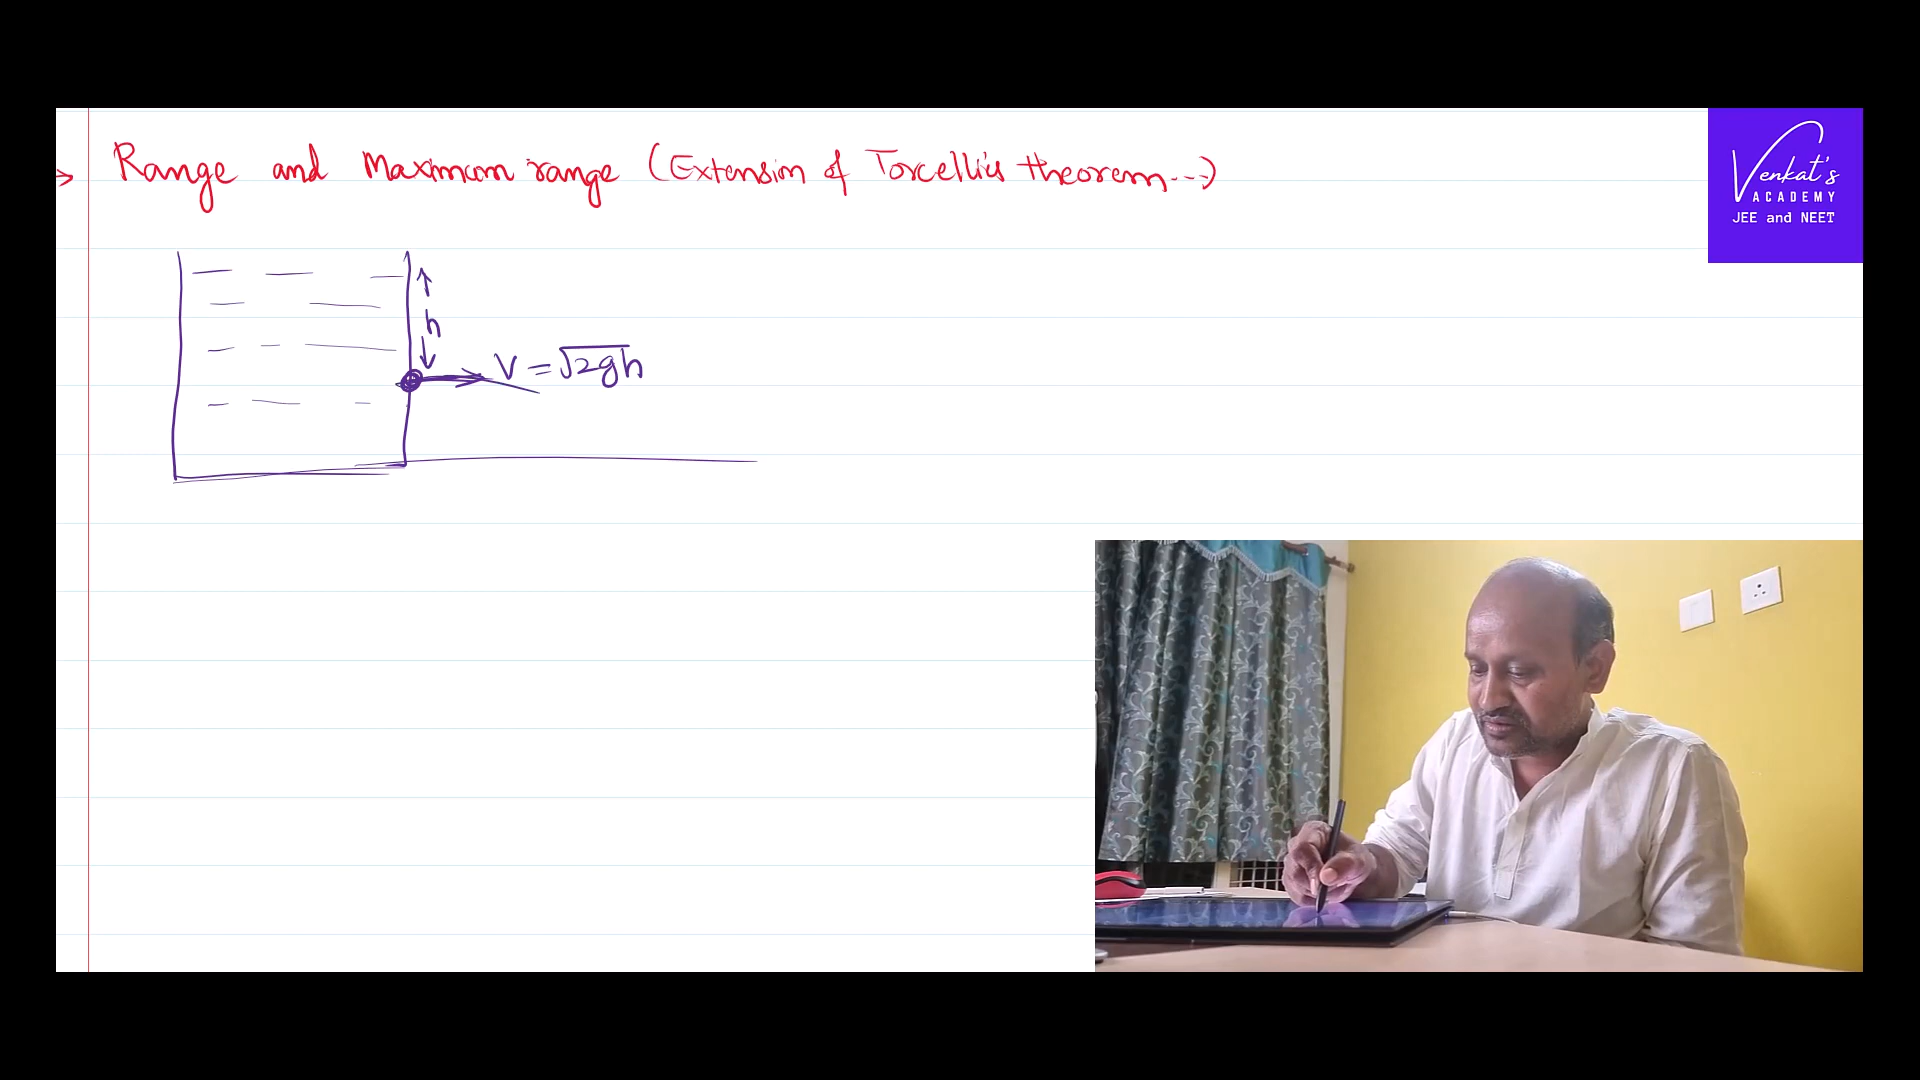 → Range and Maximum range (Extension of Torcelli's theorem...)
h
V = √2gh
Venkat's
ACADEMY
JEE and NEET